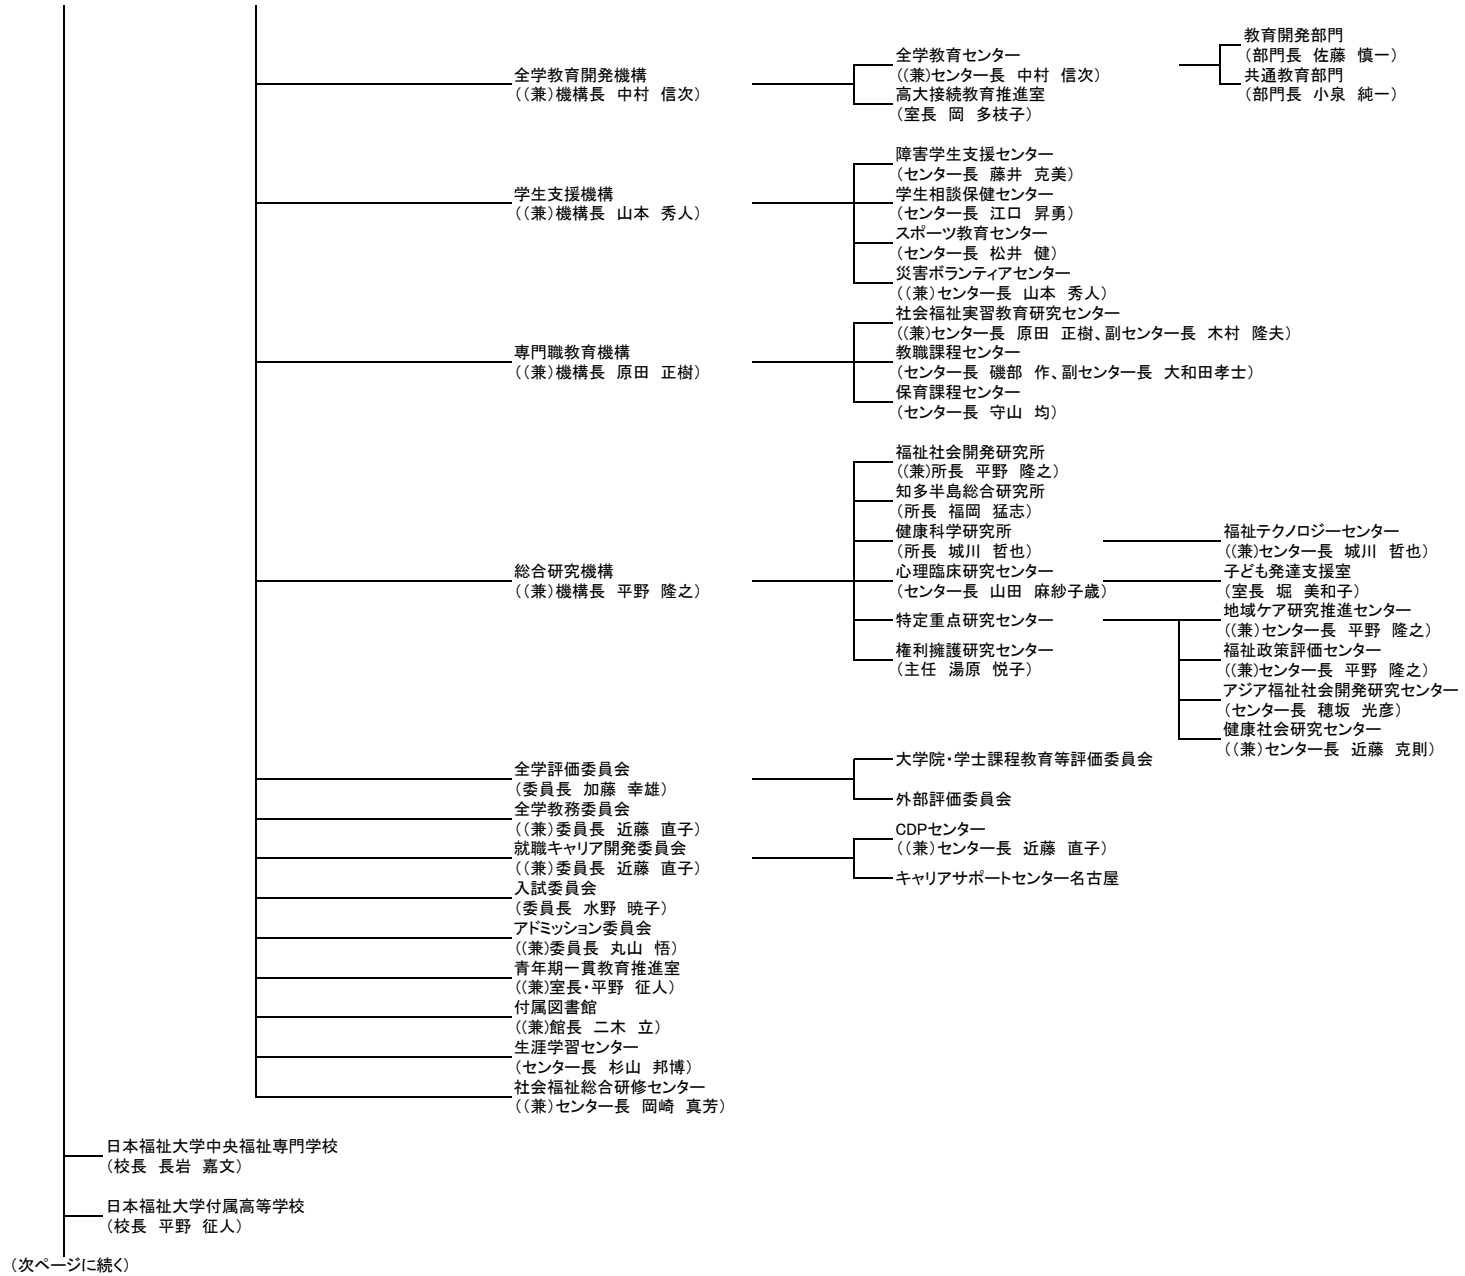 全学教育開発機構
（（兼）機構長　中村　信次）
全学教育センター
（（兼）センター長　中村　信次）
高大接続教育推進室
（室長　岡　多枝子）
教育開発部門
（部門長　佐藤　慎一）
共通教育部門
（部門長　小泉　純一）
学生支援機構
（（兼）機構長　山本　秀人）
障害学生支援センター
（センター長　藤井　克美）
学生相談保健センター
（センター長　江口　昇勇）
スポーツ教育センター
（センター長　松井　健）
災害ボランティアセンター
（（兼）センター長　山本　秀人）
専門職教育機構
（（兼）機構長　原田　正樹）
社会福祉実習教育研究センター
（（兼）センター長　原田　正樹、副センター長　木村　隆夫）
教職課程センター
（センター長　磯部　作、副センター長　大和田孝士）
保育課程センター
（センター長　守山　均）
総合研究機構
（（兼）機構長　平野　隆之）
福祉社会開発研究所
（（兼）所長　平野　隆之）
知多半島総合研究所
（所長　福岡　猛志）
健康科学研究所
（所長　城川　哲也）
心理臨床研究センター
（センター長　山田　麻紗子歳）
特定重点研究センター
権利擁護研究センター
（主任　湯原　悦子）
福祉テクノロジーセンター
（（兼）センター長　城川　哲也）
子ども発達支援室
（室長　堀　美和子）
地域ケア研究推進センター
（（兼）センター長　平野　隆之）
福祉政策評価センター
（（兼）センター長　平野　隆之）
アジア福祉社会開発研究センター
（センター長　穂坂　光彦）
健康社会研究センター
（（兼）センター長　近藤　克則）
全学評価委員会
（委員長　加藤　幸雄）
大学院・学士課程教育等評価委員会
外部評価委員会
全学教務委員会
（（兼）委員長　近藤　直子）
就職キャリア開発委員会
（（兼）委員長　近藤　直子）
CDPセンター
（（兼）センター長　近藤　直子）
キャリアサポートセンター名古屋
入試委員会
（委員長　水野　暁子）
アドミッション委員会
（（兼）委員長　丸山　悟）
青年期一貫教育推進室
（（兼）室長・平野　征人）
付属図書館
（（兼）館長　二木　立）
生涯学習センター
（センター長　杉山　邦博）
社会福祉総合研修センター
（（兼）センター長　岡崎　真芳）
日本福祉大学中央福祉専門学校
（校長　長岩　嘉文）
日本福祉大学付属高等学校
（校長　平野　征人）
（次ページに続く）